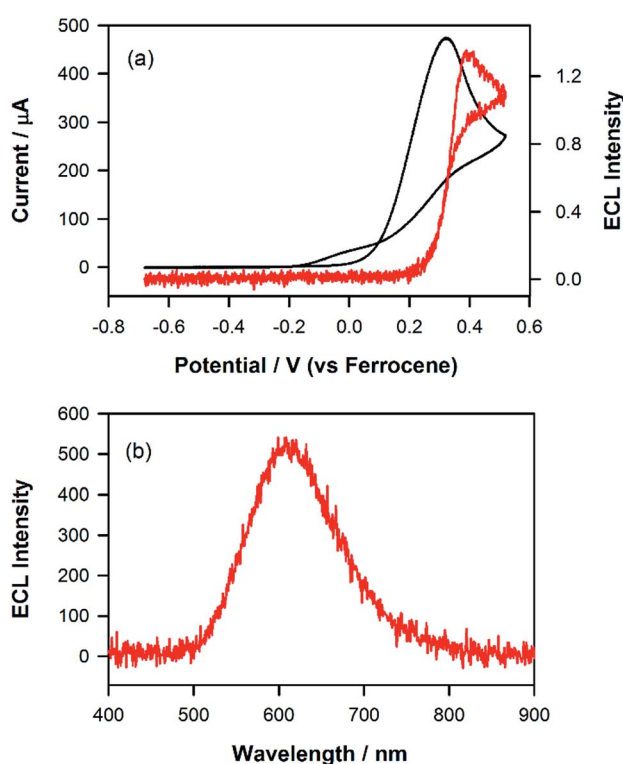 (a)
500
400
300
200
100
0
Current / μA
1.2
0.8
0.4
0.0
ECL Intensity
-0.8 -0.6 -0.4 -0.2 0.0 0.2 0.4 0.6
Potential / V (vs Ferrocene)
(b)
600
500
400
300
200
100
0
ECL Intensity
400 500 600 700 800 900
Wavelength / nm